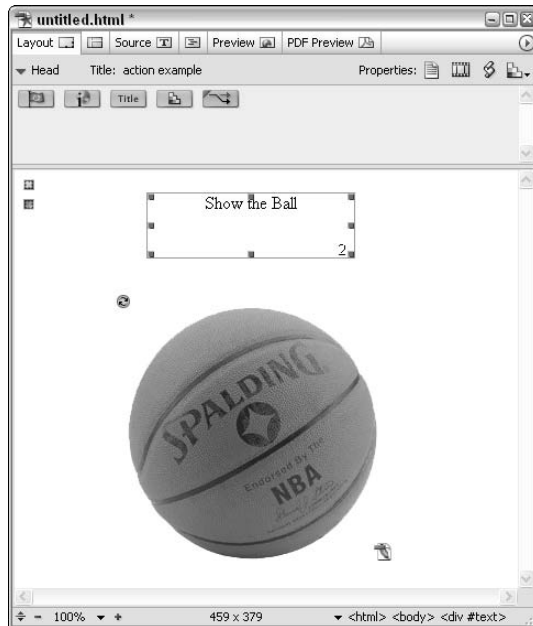 untitled.html *
Layout Source Preview PDF Preview
Head Title: action example Properties:
Title
Show the Ball
2
SPALDING
Endorsed By The
NBA
100% 459 x 379 <html> <body> <div #text>